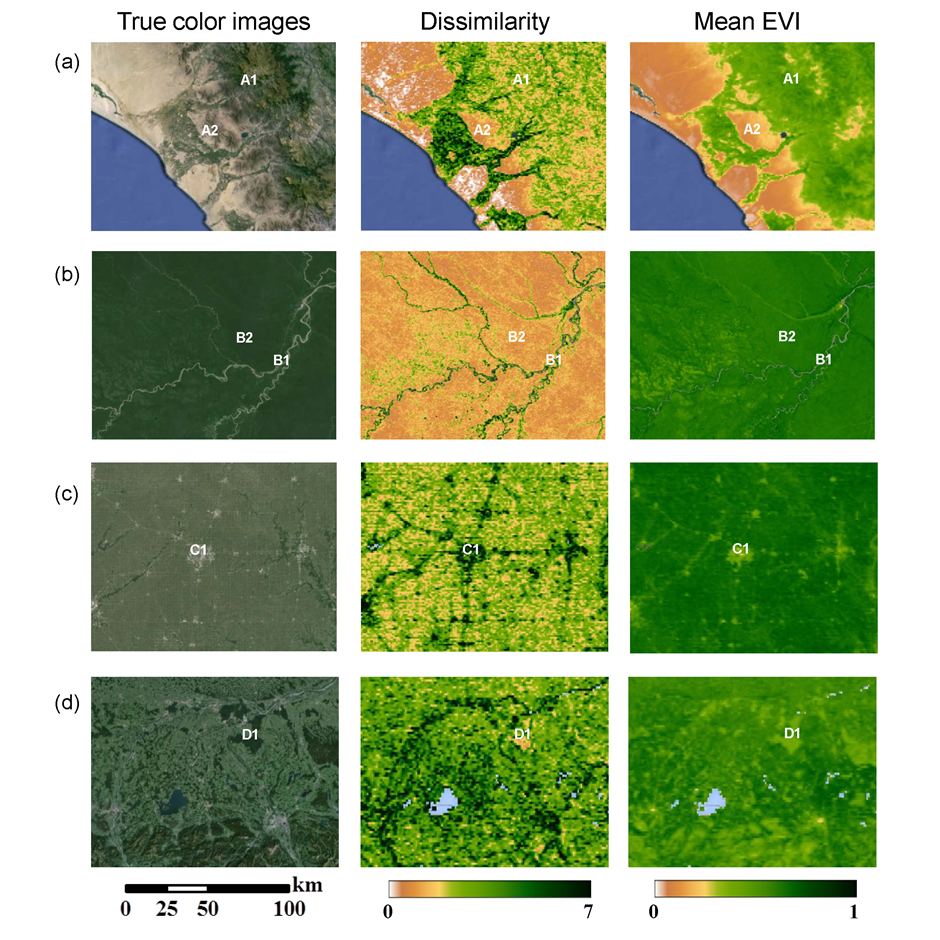 True color images Dissimilarity Mean EVI
(a) A1 A1 A1
A2 A2 A2
(b) B2 B2 B2
B1 B1 B1
(c) C1 C1 C1
(d) D1 D1 D1
km
0 25 50 100 0 7 0 1